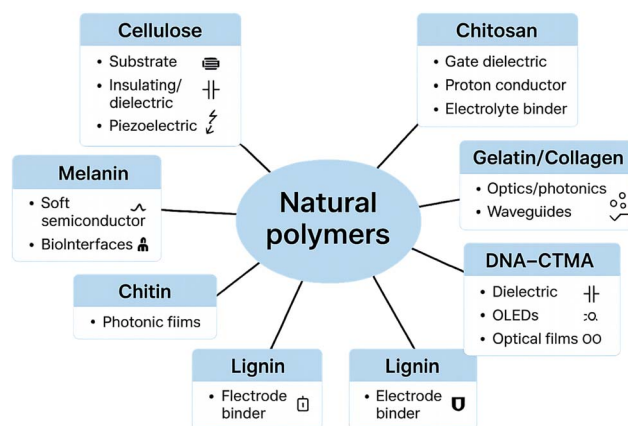 Cellulose
• Substrate
• Insulating/
dielectric
• Piezoelectric
Chitosan
• Gate dielectric
• Proton conductor
• Electrolyte binder
Melanin
• Soft
semiconductor
• BioInterfaces
Natural
polymers
Gelatin/Collagen
• Optics/photonics
• Waveguides
Chitin
• Photonic fiims
DNA–CTMA
• Dielectric
• OLEDs
• Optical films
Lignin
• Flectrode
binder
Lignin
• Electrode
binder